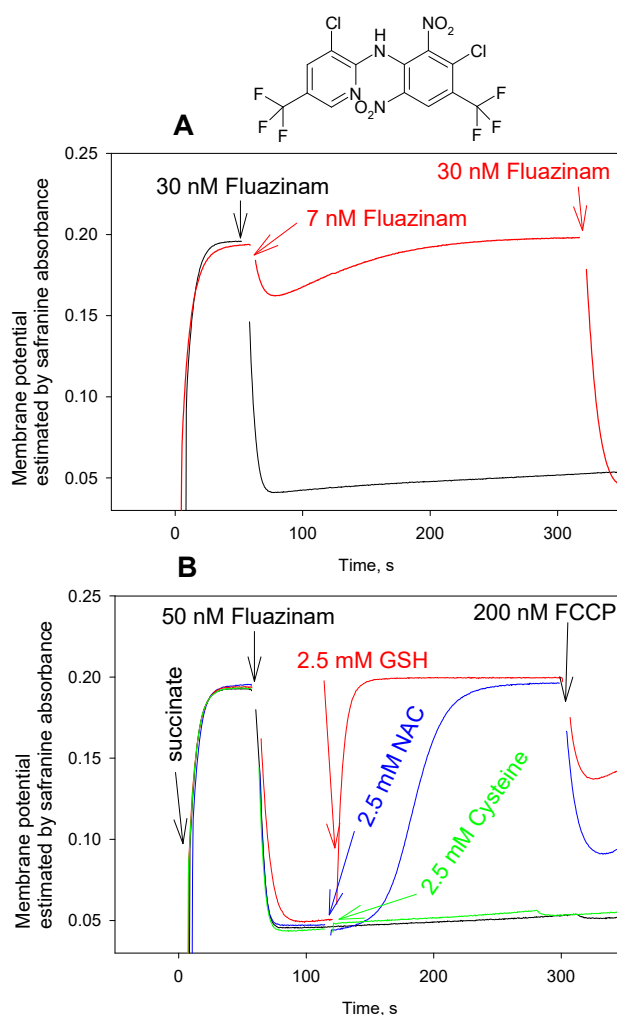 Cl
H
N
NO₂
Cl
N
O₂N
F
F
F
F
F
F
A
0.25
30 nM Fluazinam
30 nM Fluazinam
7 nM Fluazinam
0.20
0.15
0.10
0.05
Membrane potential
estimated by safranine absorbance
0
100
200
300
Time, s
B
0.25
50 nM Fluazinam
200 nM FCCP
2.5 mM GSH
succinate
2.5 mM NAC
2.5 mM Cysteine
0.20
0.15
0.10
0.05
Membrane potential
estimated by safranine absorbance
0
100
200
300
Time, s